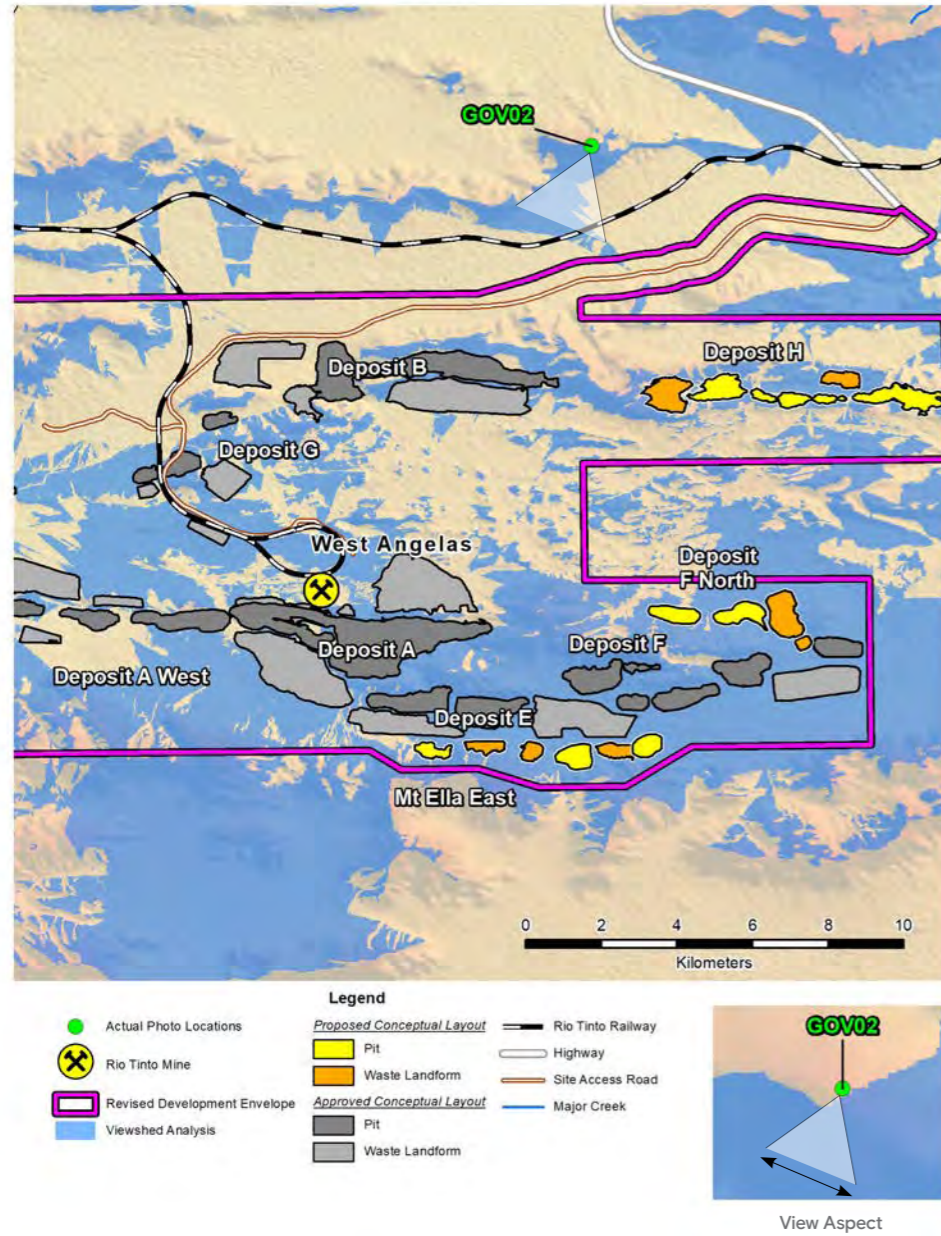 GOV02
Deposit H
Deposit B
Deposit G
West Angelas
Deposit
F North
Deposit F
Deposit A
Deposit A West
Deposit E
Mt Ella East
0 2 4 6 8 10
Kilometers
Legend
Actual Photo Locations
Rio Tinto Mine
Revised Development Envelope
Viewshed Analysis
Proposed Conceptual Layout
Pit
Waste Landform
Approved Conceptual Layout
Pit
Waste Landform
Rio Tinto Railway
Highway
Site Access Road
Major Creek
GOV02
View Aspect